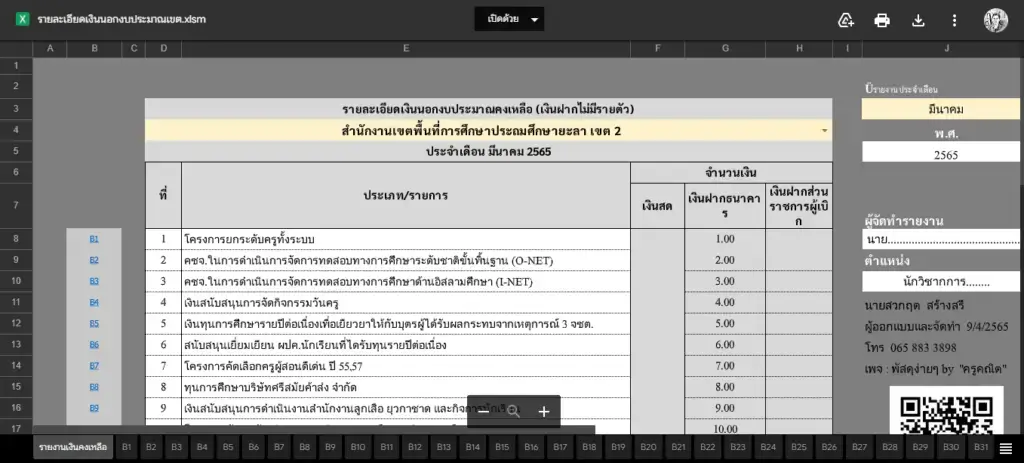 X รายละเอียดเงินนอกงบประมาณเขต.xlsm
เปิดด้วย
A B C D E F G H I J
1
2 ปีรายงาน ประจำเดือน
3 รายละเอียดเงินนอกงบประมาณคงเหลือ (เงินฝากไม่มีรายตัว) มีนาคม
4 สำนักงานเขตพื้นที่การศึกษาประถมศึกษายะลา เขต 2 พ.ศ.
5 ประจำเดือน มีนาคม 2565 2565
6 ที่ ประเภท/รายการ จำนวนเงิน
7 เงินสด เงินฝากธนาคาร เงินฝากส่วนราชการผู้เบิก ผู้จัดทำรายงาน
8 B1 1 โครงการยกระดับครูทั้งระบบ 1.00 นาย
9 B2 2 คชจ.ในการดำเนินการจัดการทดสอบทางการศึกษาระดับชาติขั้นพื้นฐาน (O-NET) 2.00 ตำแหน่ง
10 B3 3 คชจ.ในการดำเนินการจัดการทดสอบทางการศึกษาด้านอิสลามศึกษา (I-NET) 3.00 นักวิชาการ........
11 B4 4 เงินสนับสนุนการจัดกิจกรรมวันครู 4.00 นายสวกฤต สร้างสรี
12 B5 5 เงินทุนการศึกษารายปีต่อเนื่องเพื่อเยียวยาให้กับบุตรผู้ได้รับผลกระทบจากเหตุการณ์ 3 จชต. 5.00 ผู้ออกแบบและจัดทำ 9/4/2565
13 B6 6 สนับสนุนเยี่ยมเยียน ผปค.นักเรียนที่ได้รับทุนรายปีต่อเนื่อง 6.00 โทร 065 883 3898
14 B7 7 โครงการคัดเลือกครูผู้สอนดีเด่น ปี 55,57 7.00 เพจ : พัสดุง่ายๆ by "ครูคณิต"
15 B8 8 ทุนการศึกษาบริษัทศรีสมัยค้าส่ง จำกัด 8.00
16 B9 9 เงินสนับสนุนการดำเนินงานสำนักงานลูกเสือ ยุวกาชาด และกิจการนักเรียน 9.00
17 10.00
รายงานเงินคงเหลือ B1 B2 B3 B4 B5 B6 B7 B8 B9 B10 B11 B12 B13 B14 B15 B16 B17 B18 B19 B20 B21 B22 B23 B24 B25 B26 B27 B28 B29 B30 B31